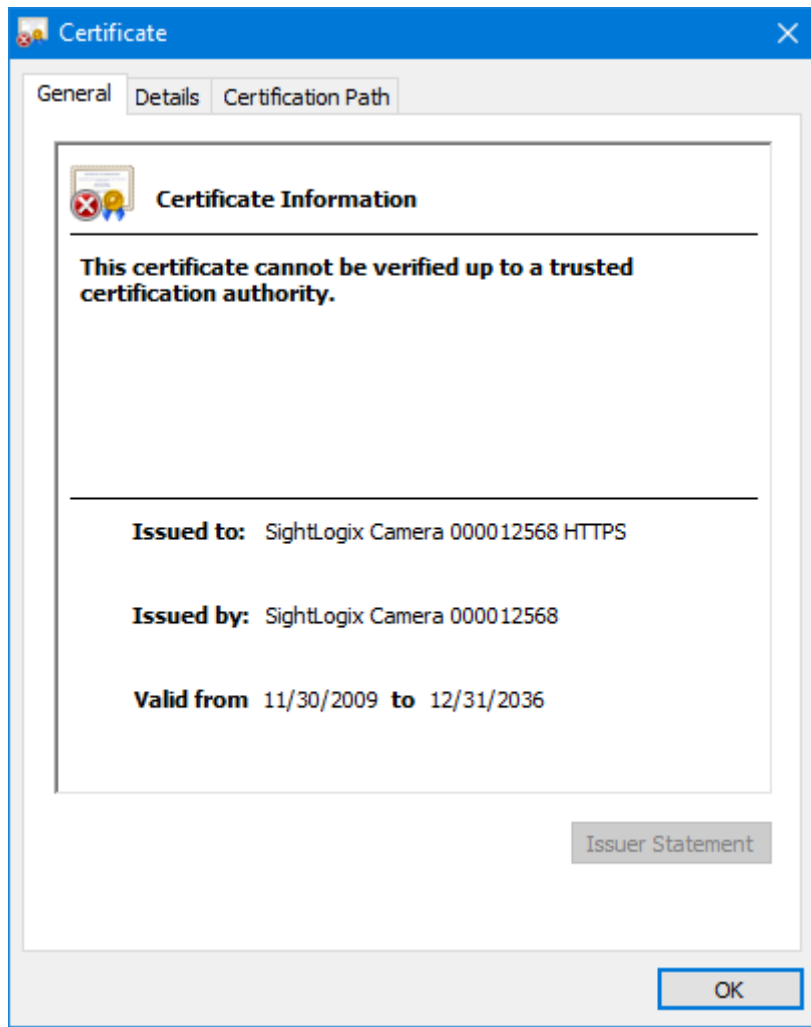 Certificate
General Details Certification Path
Certificate Information
This certificate cannot be verified up to a trusted
certification authority.
Issued to: SightLogix Camera 000012568 HTTPS
Issued by: SightLogix Camera 000012568
Valid from 11/30/2009 to 12/31/2036
Issuer Statement
OK